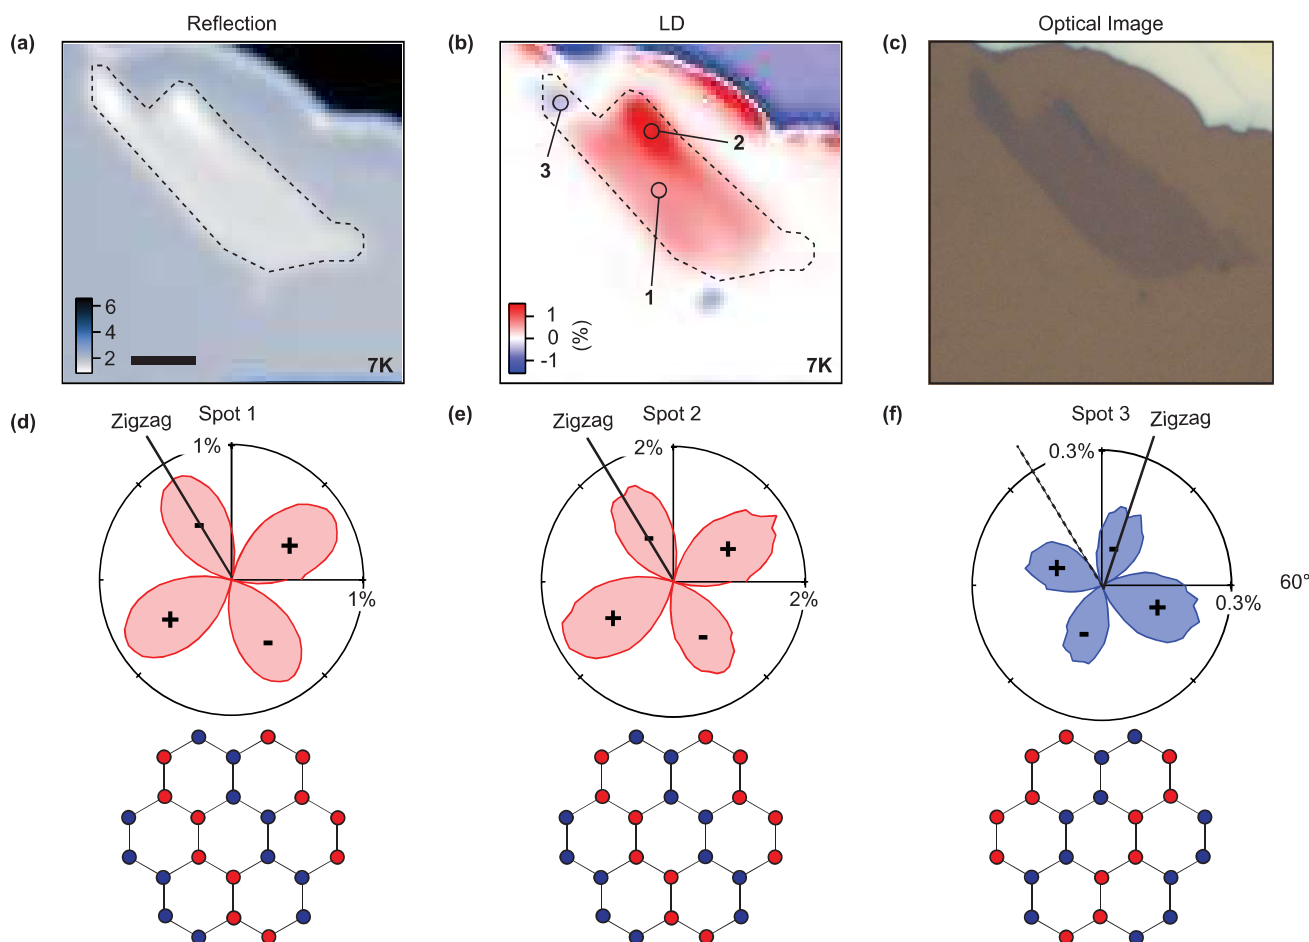 Reflection
LD
Optical Image
(a)
(b)
(c)
3
2
1
6
4
2
7K
1
0
-1
(%)
7K
(d)
Spot 1
Zigzag
1%
-
+
1%
+
-
(e)
Spot 2
Zigzag
2%
-
+
2%
+
-
(f)
Spot 3
Zigzag
0.3%
-
+
60°
0.3%
+
-